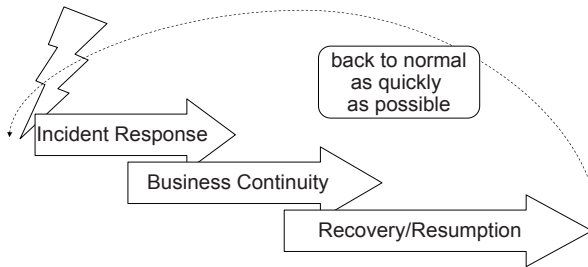 back to normal
as quickly
as possible
Incident Response
Business Continuity
Recovery/Resumption